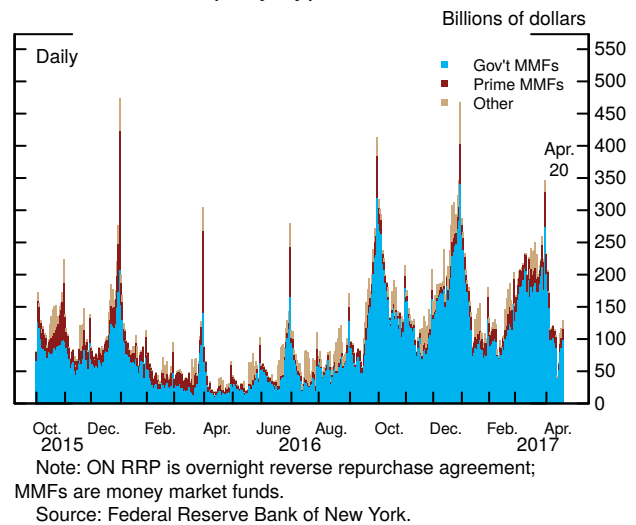 Billions of dollars
Daily
Gov't MMFs
Prime MMFs
Other
Apr.
20
550
500
450
400
350
300
250
200
150
100
50
0
Oct. Dec. Feb. Apr. June Aug. Oct. Dec. Feb. Apr.
2015 2016 2017
Note: ON RRP is overnight reverse repurchase agreement;
MMFs are money market funds.
Source: Federal Reserve Bank of New York.